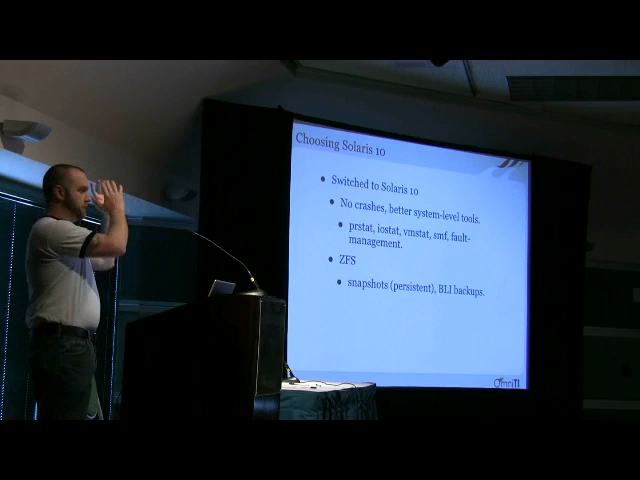 Choosing Solaris 10
Switched to Solaris 10
No crashes, better system-level tools.
prstat, iostat, vmstat, smf, fault-
management.
ZFS
snapshots (persistent), BLI backups.
OmniTI